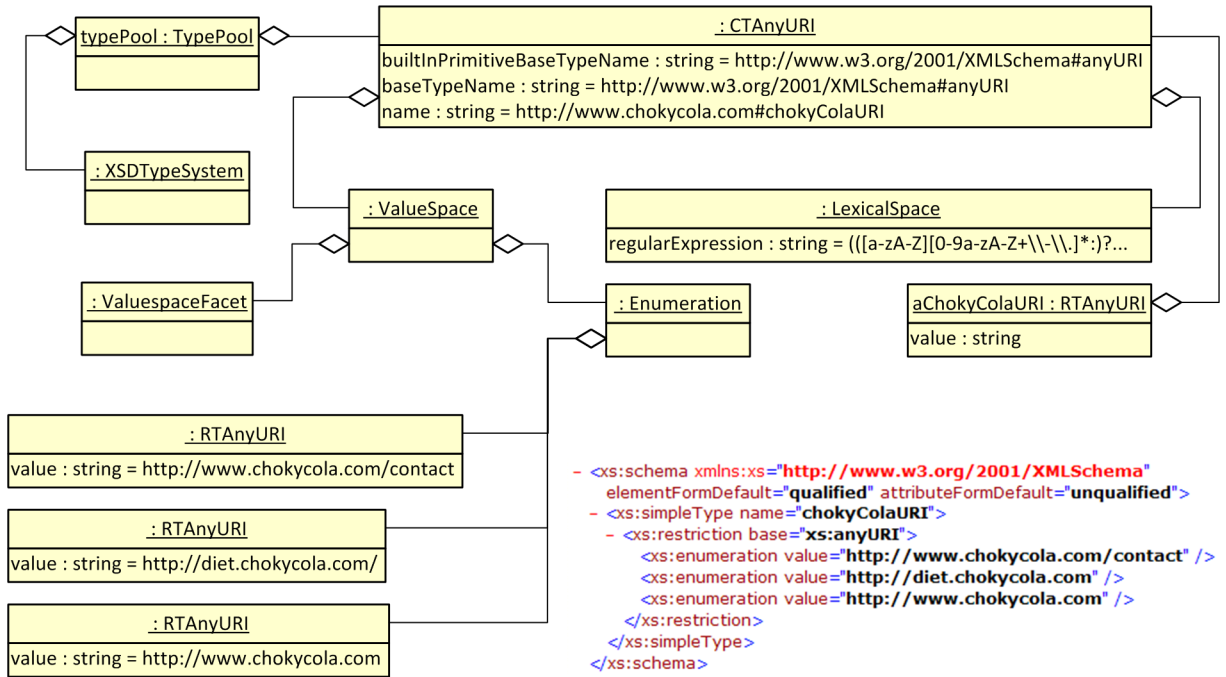 typePool : TypePool
: CTAnyURI
builtInPrimitiveBaseTypeName : string = http://www.w3.org/2001/XMLSchema#anyURI
baseTypeName : string = http://www.w3.org/2001/XMLSchema#anyURI
name : string = http://www.chokycola.com#chokyColaURI
: XSDTypeSystem
: ValueSpace
: LexicalSpace
regularExpression : string = (([a-zA-Z][0-9a-zA-Z+\\-\\.]*:)?...
: ValuespaceFacet
: Enumeration
aChokyColaURI : RTAnyURI
value : string
: RTAnyURI
value : string = http://www.chokycola.com/contact
: RTAnyURI
value : string = http://diet.chokycola.com/
: RTAnyURI
value : string = http://www.chokycola.com
- <xs:schema xmlns:xs="http://www.w3.org/2001/XMLSchema"
elementFormDefault="qualified" attributeFormDefault="unqualified">
- <xs:simpleType name="chokyColaURI">
- <xs:restriction base="xs:anyURI">
<xs:enumeration value="http://www.chokycola.com/contact" />
<xs:enumeration value="http://diet.chokycola.com" />
<xs:enumeration value="http://www.chokycola.com" />
</xs:restriction>
</xs:simpleType>
</xs:schema>